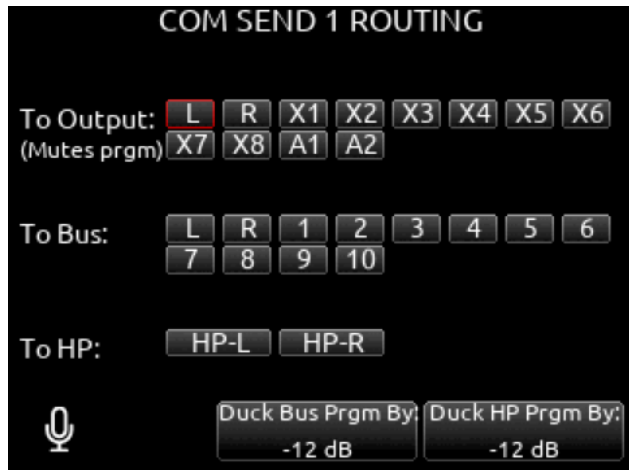 COM SEND 1 ROUTING
To Output: L R X1 X2 X3 X4 X5 X6
(Mutes prgm) X7 X8 A1 A2
To Bus: L R 1 2 3 4 5 6
7 8 9 10
To HP: HP-L HP-R
Duck Bus Prgm By: Duck HP Prgm By:
-12 dB -12 dB